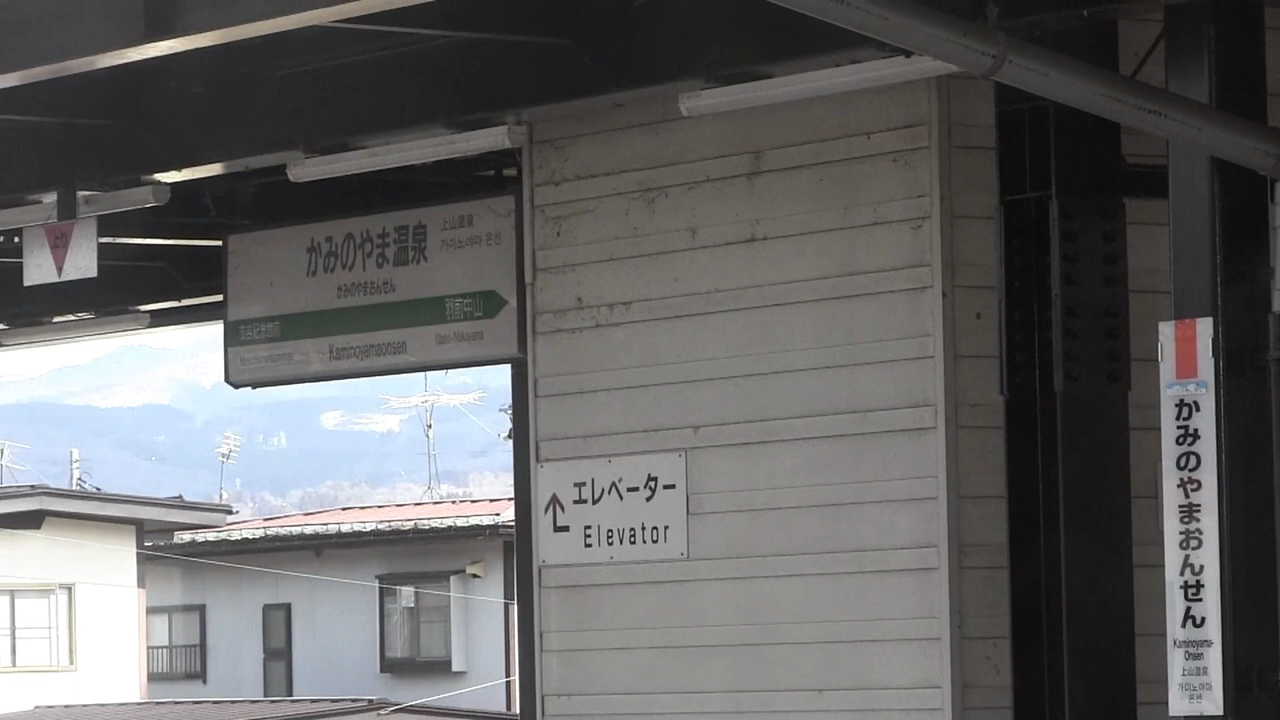 上り
かみのやま温泉
上山温泉
가미노야마 온센
かみのやまおんせん
茂吉記念館前
羽前中山
Kaminoyamaonsen
Uzen-Nakayama
エレベーター
Elevator
かみのやまおんせん
Kaminoyama-
Onsen
上山温泉
가미노야마
온센